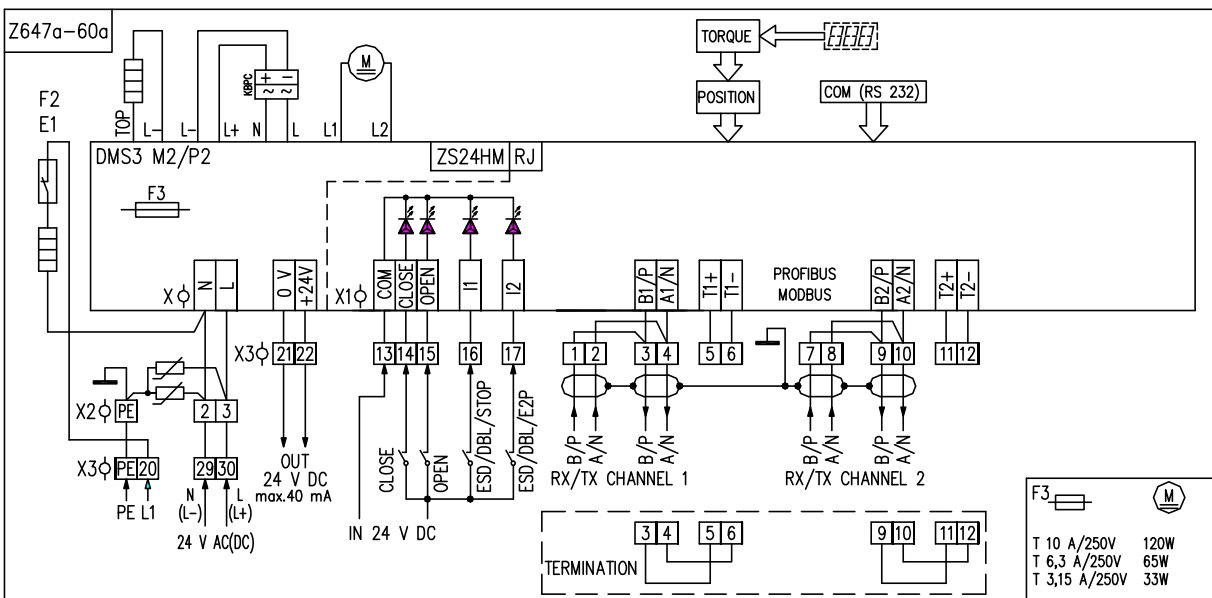 Z647a-60a
TORQUE
POSITION
COM (RS 232)
M
KBPC
+ −
~ ~
F2
E1
TOP
L-
L-
L+
N
L
L1
L2
DMS3 M2/P2
ZS24HM
RJ
F3
X
N
L
0 V
+24V
X1
COM
CLOSE
OPEN
I1
I2
B1/P
A1/N
T1+
T1-
PROFIBUS
MODBUS
B2/P
A2/N
T2+
T2-
X3
21 22
13 14 15
16
17
1 2
3 4
5 6
7 8
9 10
11 12
X2
PE
2 3
X3
PE 20
29 30
PE L1
N
(L-)
L
(L+)
24 V AC(DC)
OUT
24 V DC
max.40 mA
CLOSE
OPEN
ESD/DBL/STOP
ESD/DBL/E2P
IN 24 V DC
B/P
A/N
B/P
A/N
RX/TX CHANNEL 1
B/P
A/N
B/P
A/N
RX/TX CHANNEL 2
TERMINATION
3 4
5 6
9 10
11 12
F3
M
T 10 A/250V 120W
T 6,3 A/250V 65W
T 3,15 A/250V 33W